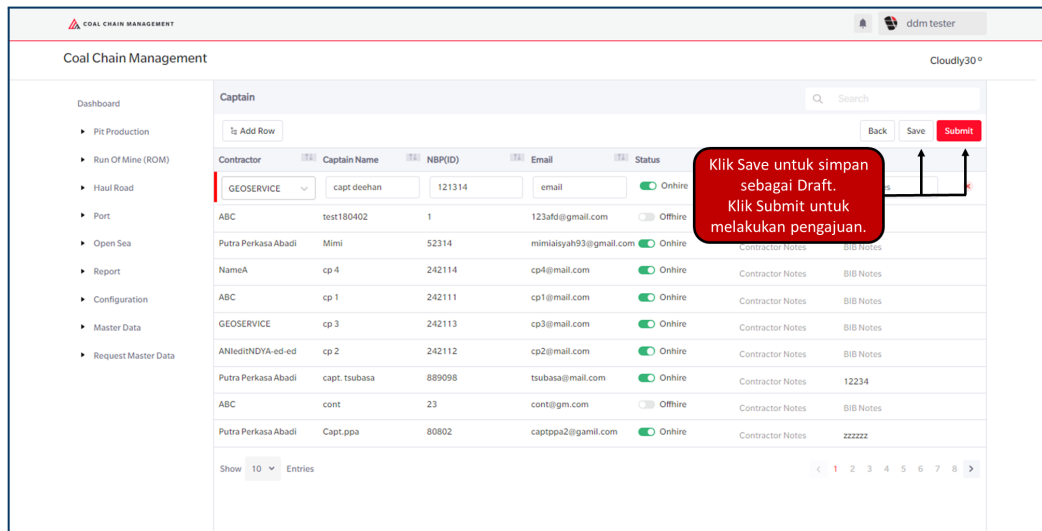 COAL CHAIN MANAGEMENT
ddm tester
Coal Chain Management
Cloudly30 º
Dashboard
Pit Production
Run Of Mine (ROM)
Haul Road
Port
Open Sea
Report
Configuration
Master Data
Request Master Data
Captain
Search
Add Row
Back Save Submit
Contractor Captain Name NBP(ID) Email Status
GEOSERVICE capt deehan 121314 email Onhire
ABC test180402 1 123afd@gmail.com Offhire
Putra Perkasa Abadi Mimi 52314 mimiaisyah93@gmail.com Onhire Contractor Notes BIB Notes
NameA cp 4 242114 cp4@mail.com Onhire Contractor Notes BIB Notes
ABC cp 1 242111 cp1@mail.com Onhire Contractor Notes BIB Notes
GEOSERVICE cp 3 242113 cp3@mail.com Onhire Contractor Notes BIB Notes
ANIeditNDYA-ed-ed cp 2 242112 cp2@mail.com Onhire Contractor Notes BIB Notes
Putra Perkasa Abadi capt. tsubasa 889098 tsubasa@mail.com Onhire Contractor Notes 12234
ABC cont 23 cont@gm.com Offhire Contractor Notes BIB Notes
Putra Perkasa Abadi Capt.ppa 80802 captppa2@gamil.com Onhire Contractor Notes zzzzzz
Klik Save untuk simpan
sebagai Draft.
Klik Submit untuk
melakukan pengajuan.
Show 10 Entries
< 1 2 3 4 5 6 7 8 >